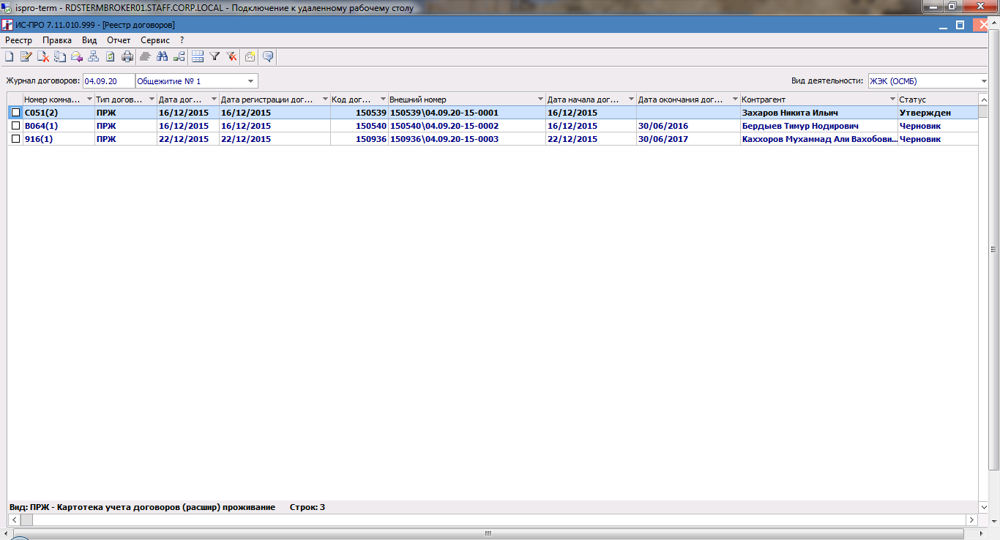 ispro-term - RDSTERMBROKER01.STAFF.CORP.LOCAL - Подключение к удаленному рабочему столу
ИС-ПРО 7.11.010.999 - [Реестр договоров]
Реестр Правка Вид Отчет Сервис ?
Журнал договоров: 04.09.20 Общежитие № 1 Вид деятельности: ЖЭК (ОСМБ)
Номер комна... Тип догов... Дата дог... Дата регистрации дог... Код дог... Внешний номер Дата начала дог... Дата окончания дог... Контрагент Статус
С051(2) ПРЖ 16/12/2015 16/12/2015 150539 150539\04.09.20-15-0001 16/12/2015 Захаров Никита Ильич Утвержден
В064(1) ПРЖ 16/12/2015 16/12/2015 150540 150540\04.09.20-15-0002 16/12/2015 30/06/2016 Бердыев Тимур Нодирович Черновик
916(1) ПРЖ 22/12/2015 22/12/2015 150936 150936\04.09.20-15-0003 22/12/2015 30/06/2017 Каххоров Мухаммад Али Вахобови... Черновик
Вид: ПРЖ - Картотека учета договоров (расшир) проживание Строк: 3